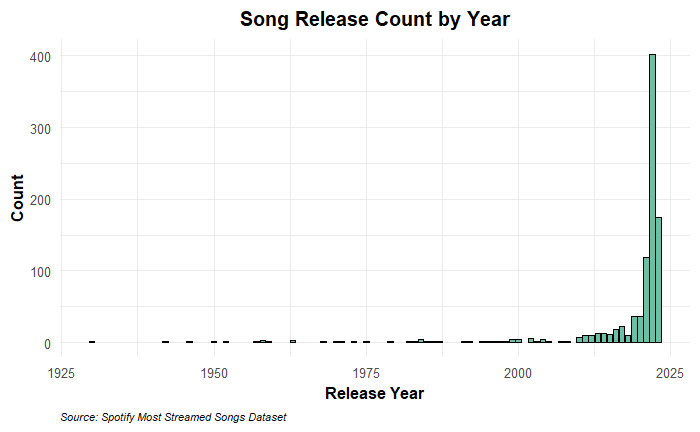 Song Release Count by Year
Count
400
300
200
100
0
1925
1950
1975
2000
2025
Release Year
Source: Spotify Most Streamed Songs Dataset